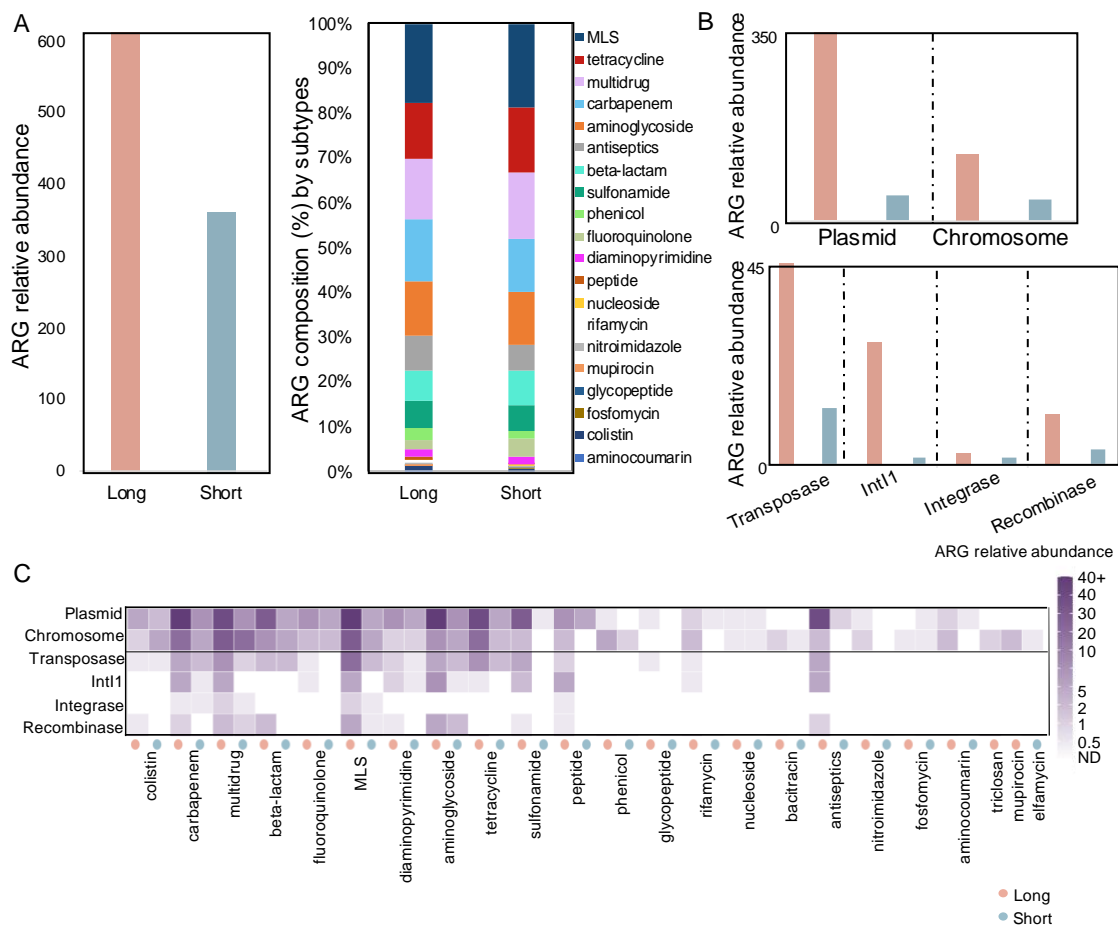 A
ARG relative abundance
600
500
400
300
200
100
0
Long
Short
ARG composition (%) by subtypes
100%
90%
80%
70%
60%
50%
40%
30%
20%
10%
0%
Long
Short
MLS
tetracycline
multidrug
carbapenem
aminoglycoside
antiseptics
beta-lactam
sulfonamide
phenicol
fluoroquinolone
diaminopyrimidine
peptide
nucleoside
rifamycin
nitroimidazole
mupirocin
glycopeptide
fosfomycin
colistin
aminocoumarin
B
ARG relative abundance
350
0
Plasmid
Chromosome
ARG relative abundance
45
0
Transposase
IntI1
Integrase
Recombinase
C
Plasmid
Chromosome
Transposase
IntI1
Integrase
Recombinase
colistin
carbapenem
multidrug
beta-lactam
fluoroquinolone
MLS
diaminopyrimidine
aminoglycoside
tetracycline
sulfonamide
peptide
phenicol
glycopeptide
rifamycin
nucleoside
bacitracin
antiseptics
nitroimidazole
fosfomycin
aminocoumarin
triclosan
mupirocin
elfamycin
ARG relative abundance
40+
40
30
20
10
5
2
1
0.5
ND
Long
Short